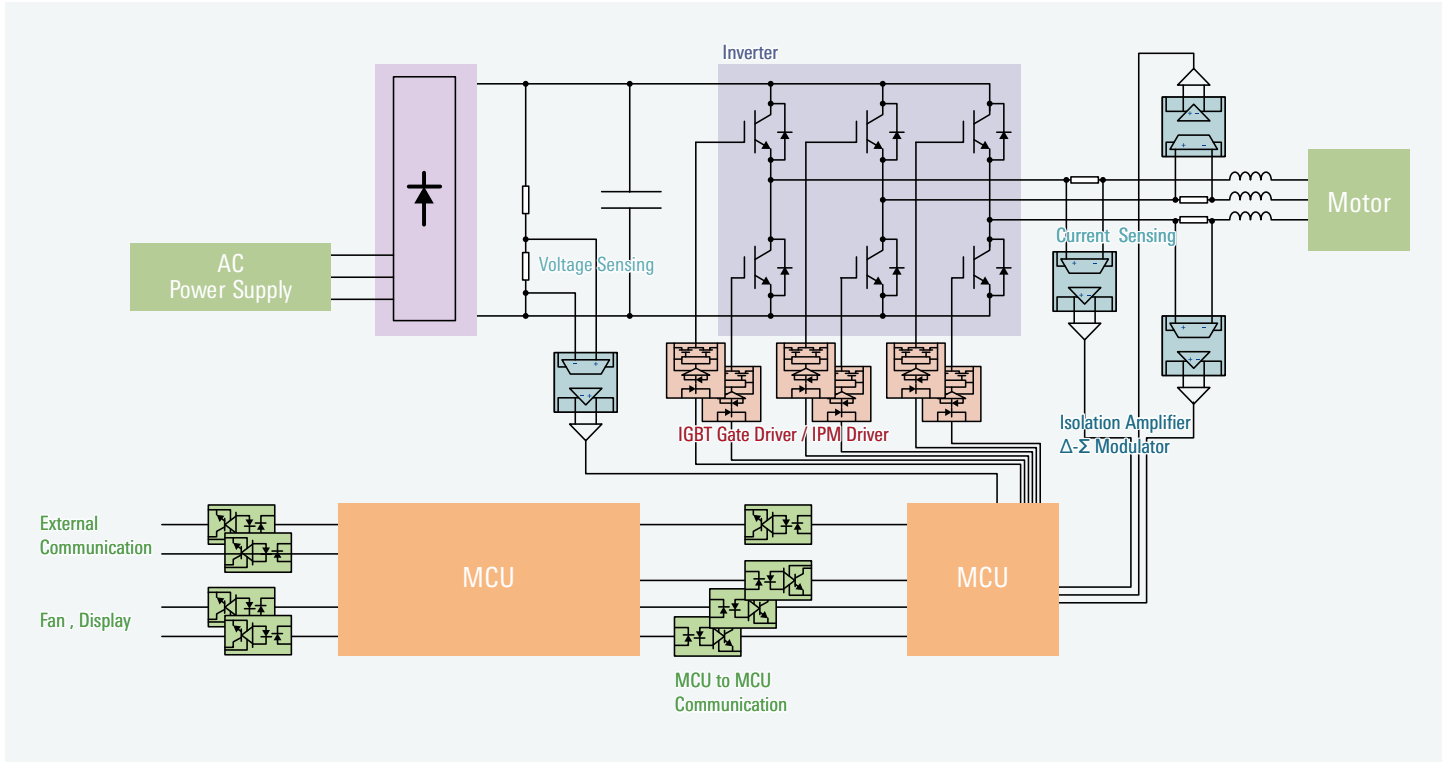 Inverter
AC
Power Supply
Voltage Sensing
Current Sensing
Motor
IGBT Gate Driver / IPM Driver
Isolation Amplifier
Δ-Σ Modulator
External
Communication
Fan , Display
MCU
MCU
MCU to MCU
Communication